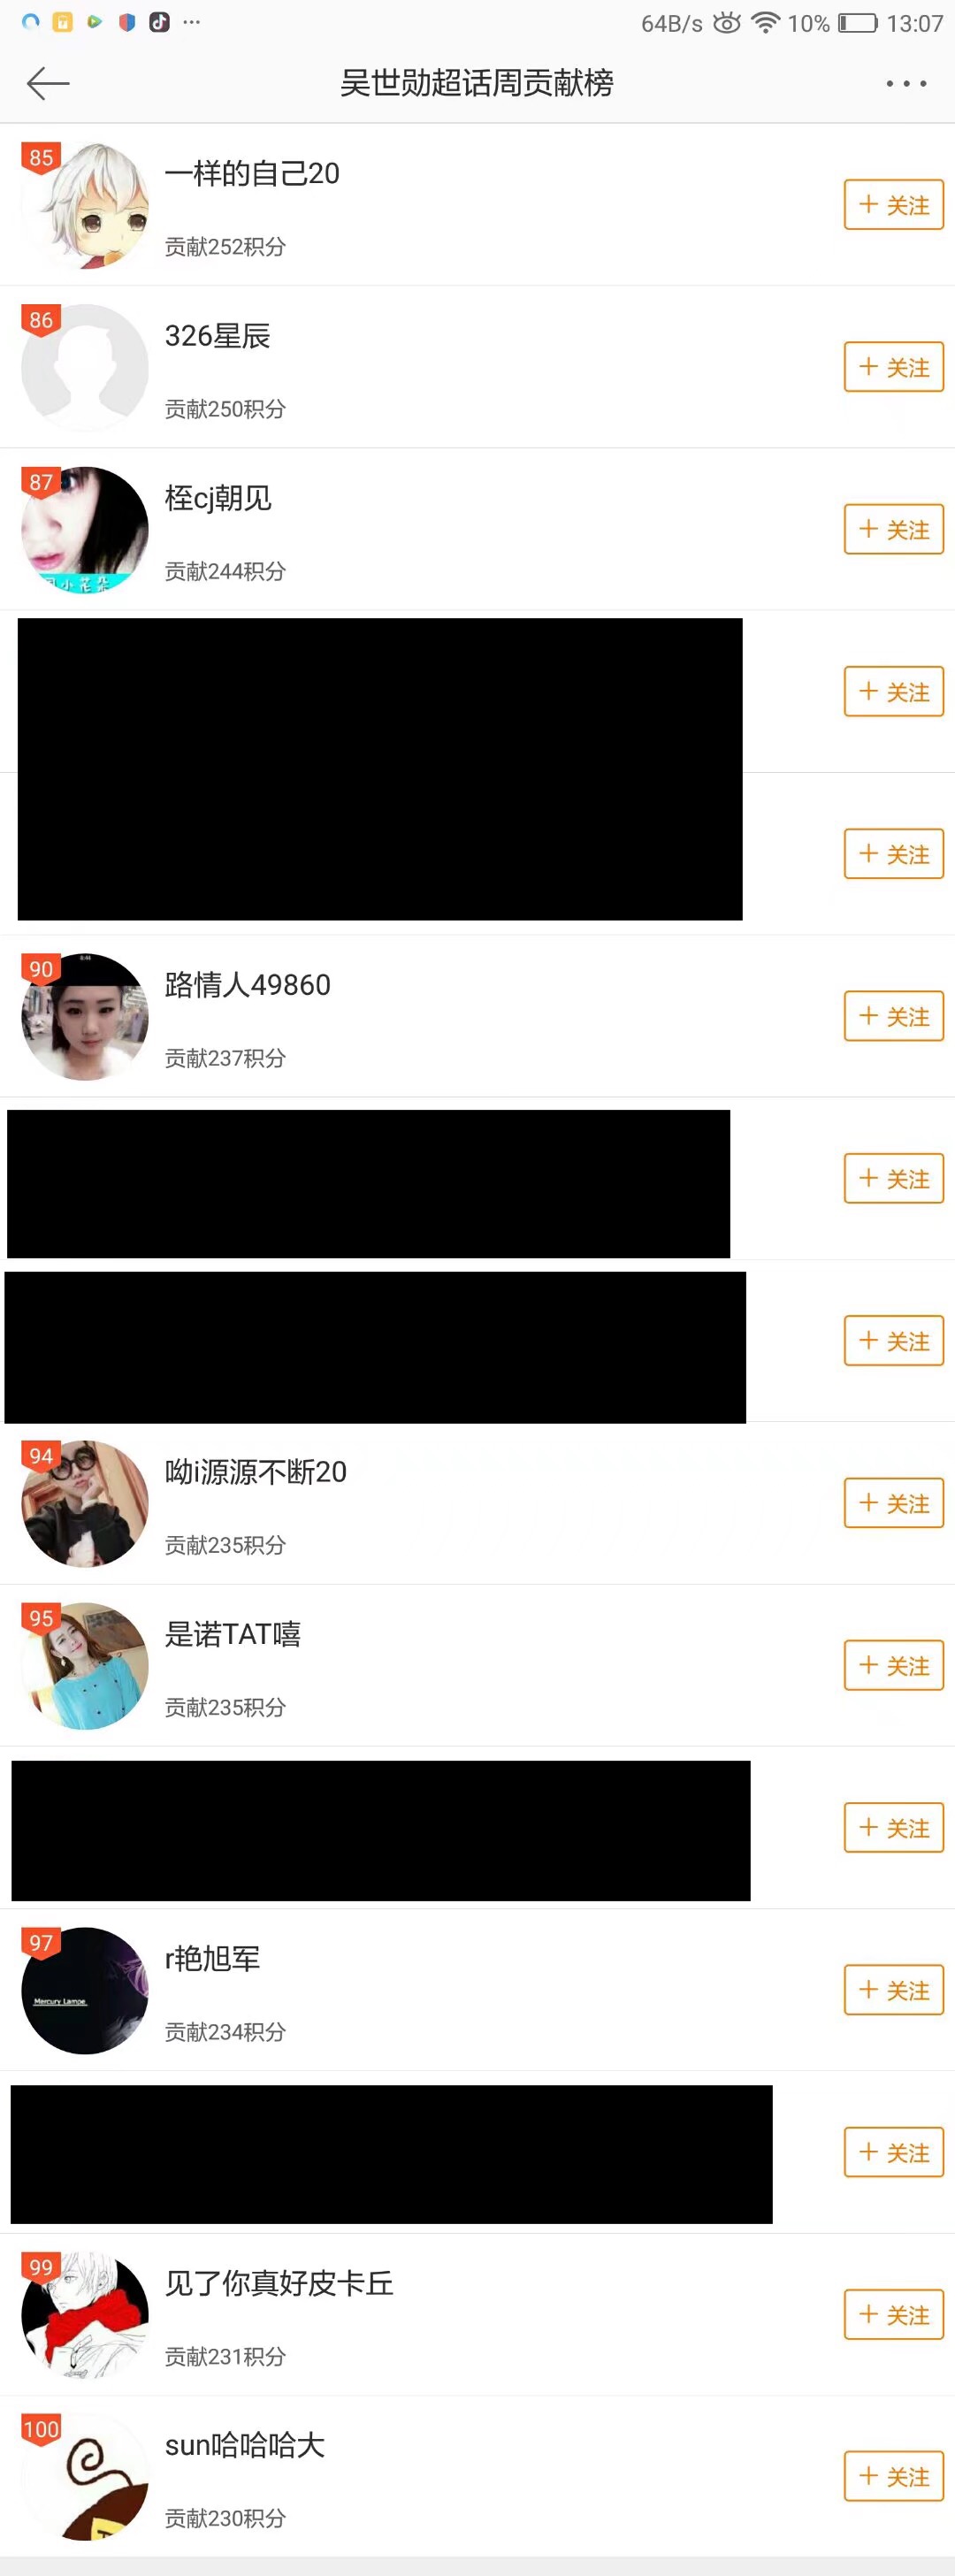 64B/s 10% 13:07
吴世勋超话周贡献榜
85
一样的自己20
贡献252积分
+ 关注
86
326星辰
贡献250积分
+ 关注
87
桎cj朝见
贡献244积分
+ 关注
+ 关注
+ 关注
90
路情人49860
贡献237积分
+ 关注
+ 关注
+ 关注
94
呦i源源不断20
贡献235积分
+ 关注
95
是诺TAT嘻
贡献235积分
+ 关注
+ 关注
97
Mercury Lampe
r艳旭军
贡献234积分
+ 关注
+ 关注
99
见了你真好皮卡丘
贡献231积分
+ 关注
100
sun哈哈哈大
贡献230积分
+ 关注